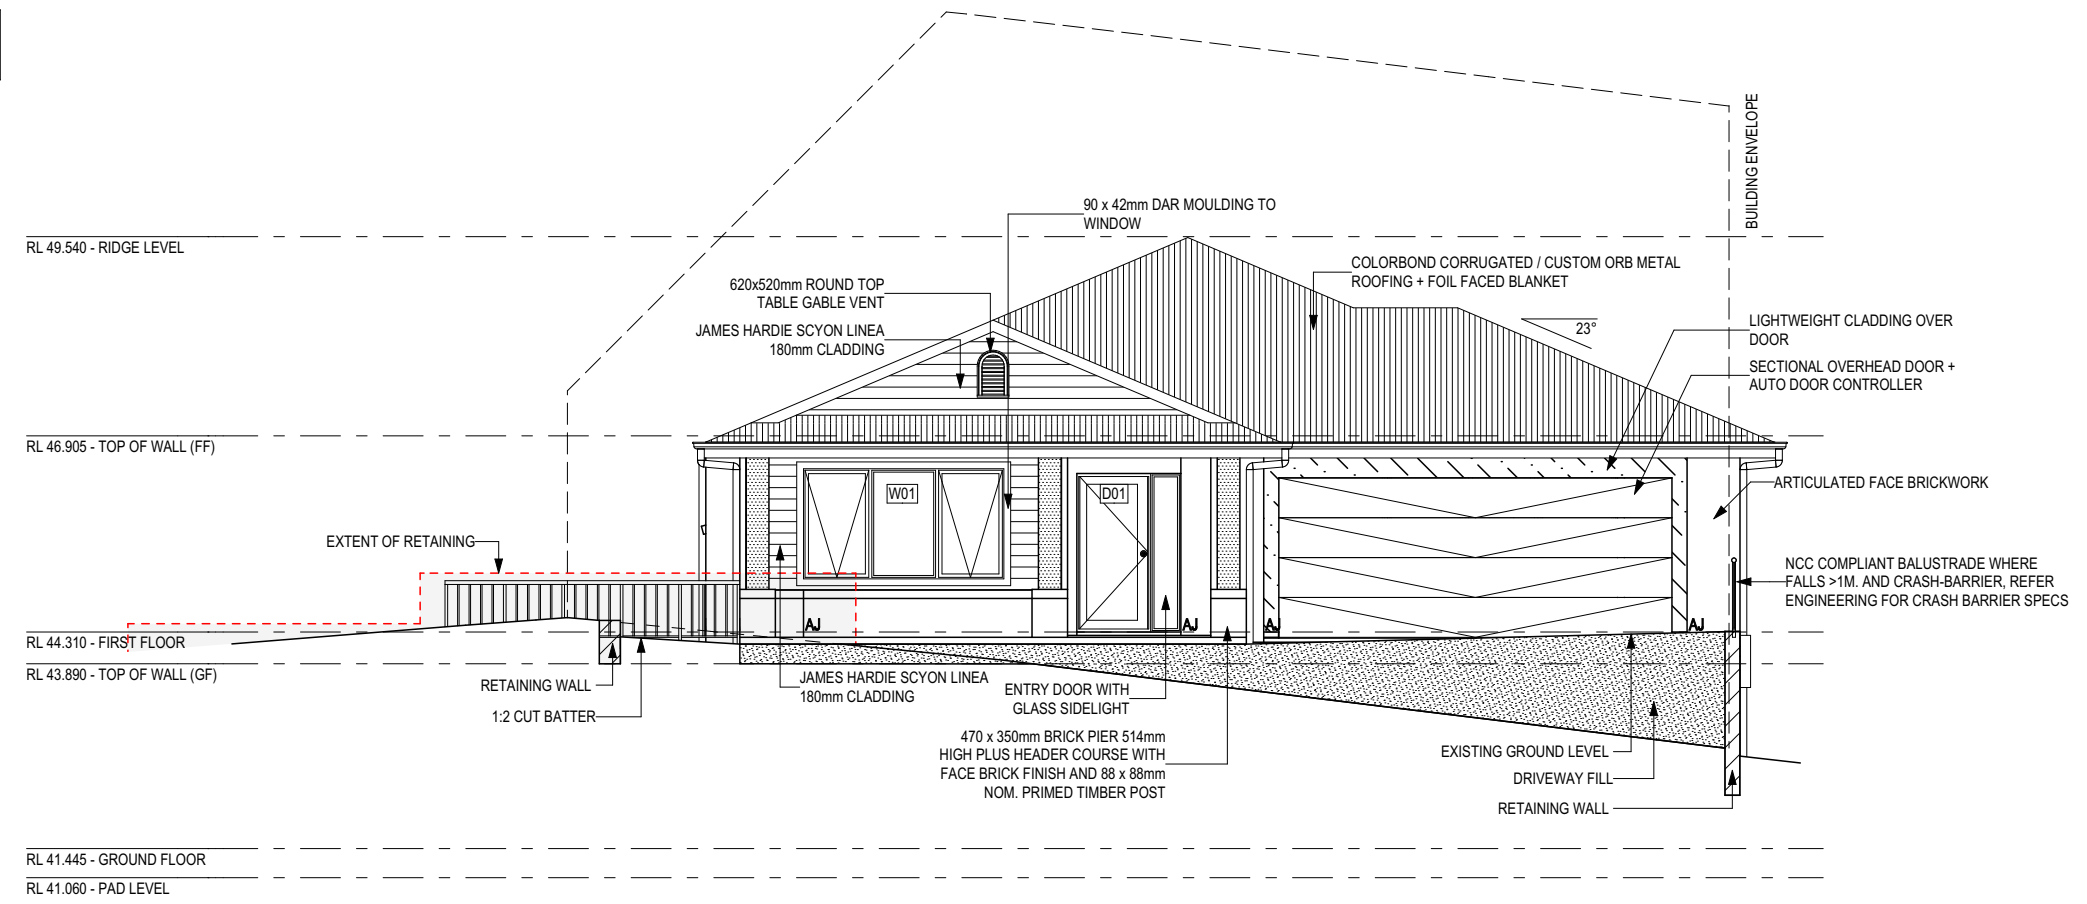 BUILDING ENVELOPE
90 x 42mm DAR MOULDING TO
WINDOW
RL 49.540 - RIDGE LEVEL
COLORBOND CORRUGATED / CUSTOM ORB METAL
ROOFING + FOIL FACED BLANKET
620x520mm ROUND TOP
TABLE GABLE VENT
JAMES HARDIE SCYON LINEA
180mm CLADDING
23°
LIGHTWEIGHT CLADDING OVER
DOOR
SECTIONAL OVERHEAD DOOR +
AUTO DOOR CONTROLLER
RL 46.905 - TOP OF WALL (FF)
W01
D01
ARTICULATED FACE BRICKWORK
EXTENT OF RETAINING
NCC COMPLIANT BALUSTRADE WHERE
FALLS >1M. AND CRASH-BARRIER, REFER
ENGINEERING FOR CRASH BARRIER SPECS
AJ
AJ
AJ
AJ
RL 44.310 - FIRST FLOOR
RL 43.890 - TOP OF WALL (GF)
RETAINING WALL
1:2 CUT BATTER
JAMES HARDIE SCYON LINEA
180mm CLADDING
ENTRY DOOR WITH
GLASS SIDELIGHT
470 x 350mm BRICK PIER 514mm
HIGH PLUS HEADER COURSE WITH
FACE BRICK FINISH AND 88 x 88mm
NOM. PRIMED TIMBER POST
EXISTING GROUND LEVEL
DRIVEWAY FILL
RETAINING WALL
RL 41.445 - GROUND FLOOR
RL 41.060 - PAD LEVEL